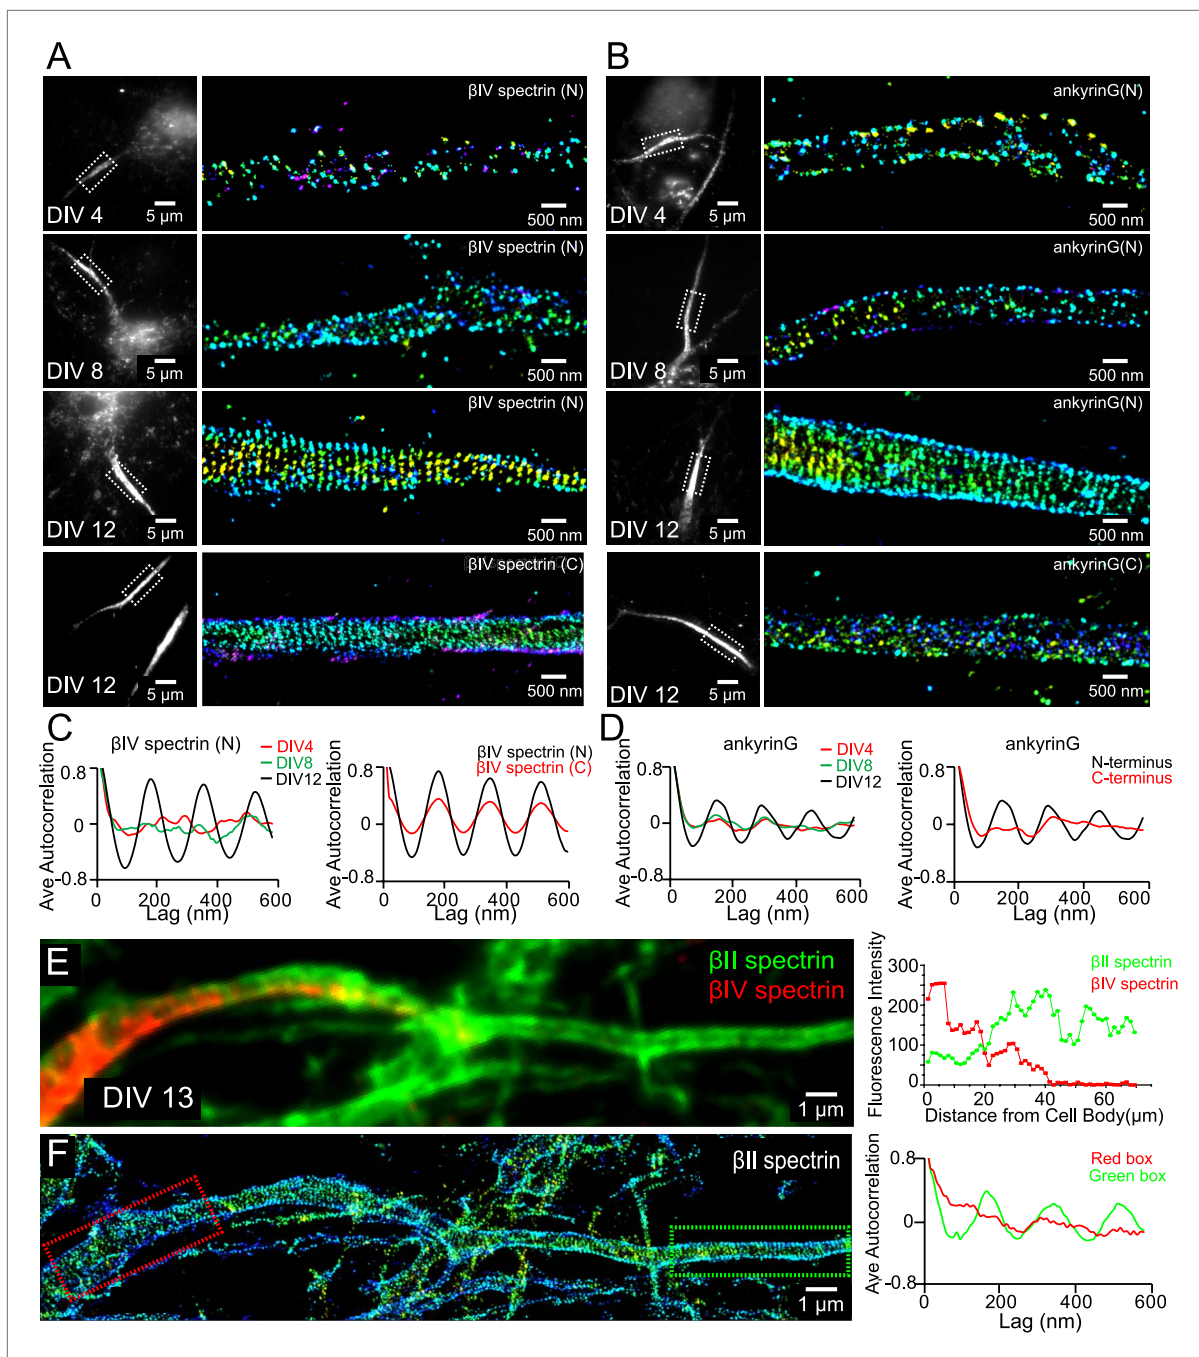 A
B
βIV spectrin (N)
ankyrinG(N)
DIV 4
5 µm
500 nm
DIV 4
5 µm
500 nm
βIV spectrin (N)
ankyrinG(N)
DIV 8
5 µm
500 nm
DIV 8
5 µm
500 nm
βIV spectrin (N)
ankyrinG(N)
DIV 12
5 µm
500 nm
DIV 12
5 µm
500 nm
βIV spectrin (C)
ankyrinG(C)
DIV 12
5 µm
500 nm
DIV 12
5 µm
500 nm
C
βIV spectrin (N)
DIV4
DIV8
DIV12
Ave Autocorrelation
0.8
0
-0.8
0 200 400 600
Lag (nm)
βIV spectrin (N)
βIV spectrin (C)
Ave Autocorrelation
0.8
0
-0.8
0 200 400 600
Lag (nm)
D
ankyrinG
DIV4
DIV8
DIV12
Ave Autocorrelation
0.8
0
-0.8
0 200 400 600
Lag (nm)
ankyrinG
N-terminus
C-terminus
Ave Autocorrelation
0.8
0
-0.8
0 200 400 600
Lag (nm)
E
βII spectrin
βIV spectrin
DIV 13
1 µm
βII spectrin
βIV spectrin
Fluorescence Intensity
300
200
100
0
0 20 40 60
Distance from Cell Body(µm)
F
βII spectrin
1 µm
Red box
Green box
Ave Autocorrelation
0.8
0
-0.8
0 200 400 600
Lag (nm)